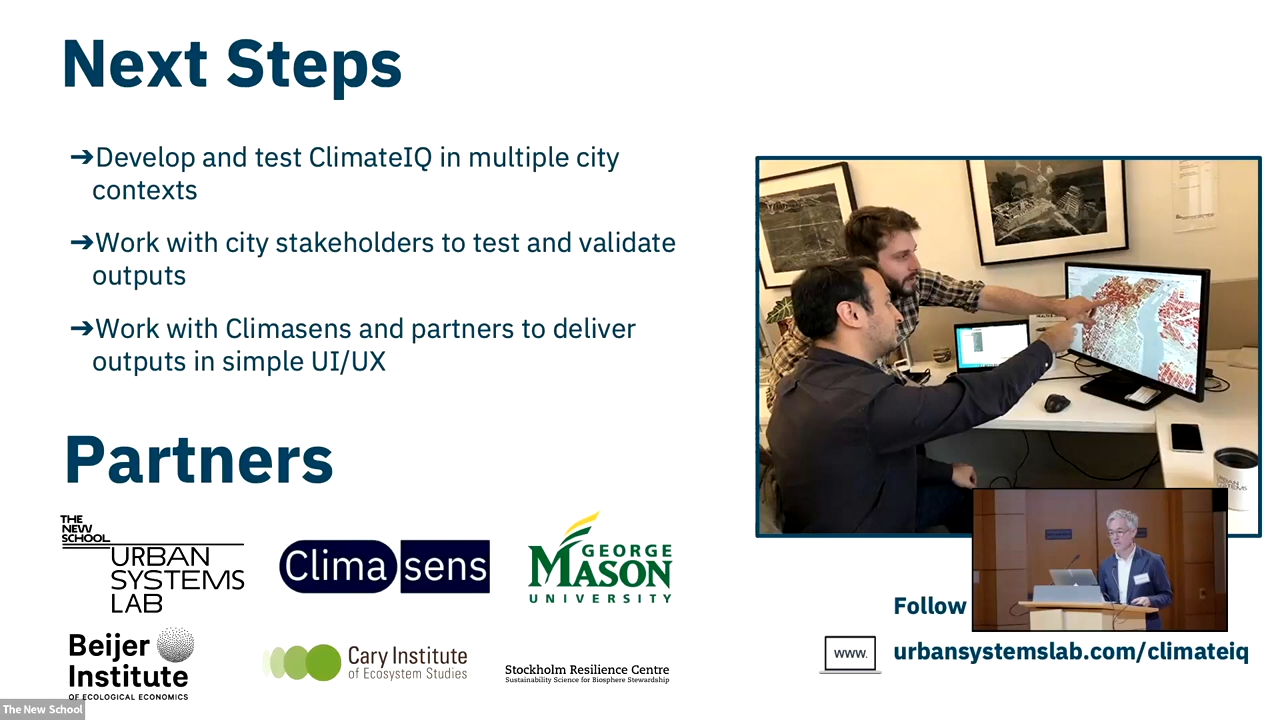 Next Steps
➔Develop and test ClimateIQ in multiple city
contexts
➔Work with city stakeholders to test and validate
outputs
➔Work with Climasens and partners to deliver
outputs in simple UI/UX
Partners
THE
NEW
SCHOOL
URBAN
SYSTEMS
LAB
Climasens
GEORGE
MASON
UNIVERSITY
Beijer
Institute
OF ECOLOGICAL ECONOMICS
Cary Institute
of Ecosystem Studies
Stockholm Resilience Centre
Sustainability Science for Biosphere Stewardship
URBAN
SYSTEMS
Follow
www.
urbansystemslab.com/climateiq
The New School